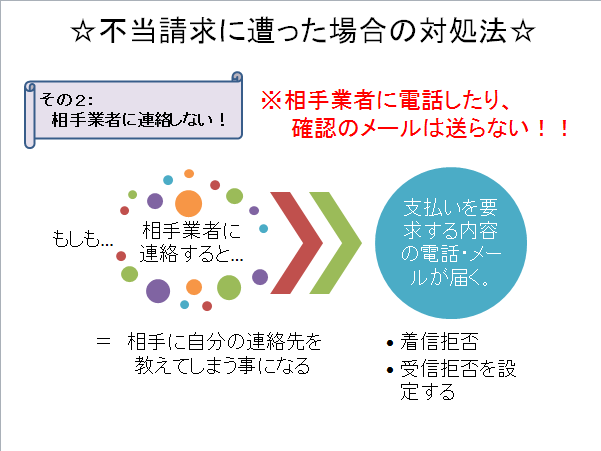 ☆不当請求に遭った場合の対処法☆
その２：
相手業者に連絡しない！
※相手業者に電話したり、
確認のメールは送らない！！
もしも...
相手業者に
連絡すると...
支払いを要
求する内容
の電話・メー
ルが届く。
＝ 相手に自分の連絡先を
教えてしまう事になる
• 着信拒否
• 受信拒否を設
定する